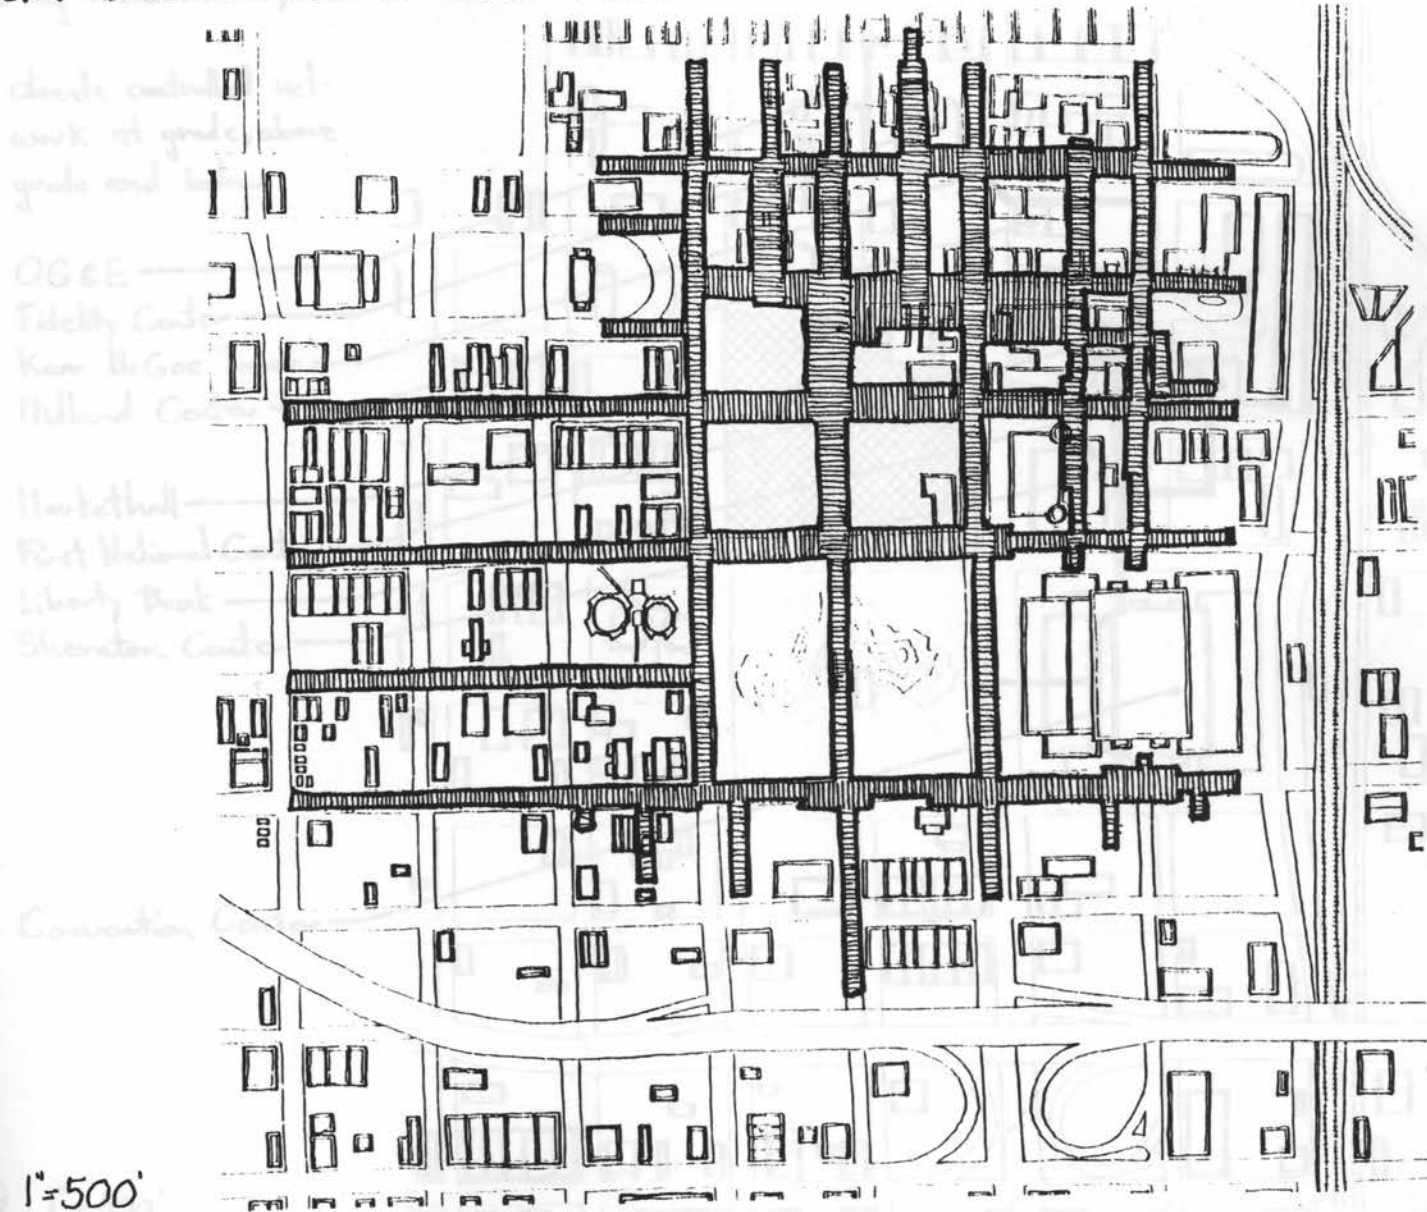 climate controlled net-
work at grade, above
grade and below
OG&E
Fidelity Center
Kerr McGee
Midland Center
Markethall
First National Center
Liberty Bank
Sheraton Center
Convention Center
1"=500'